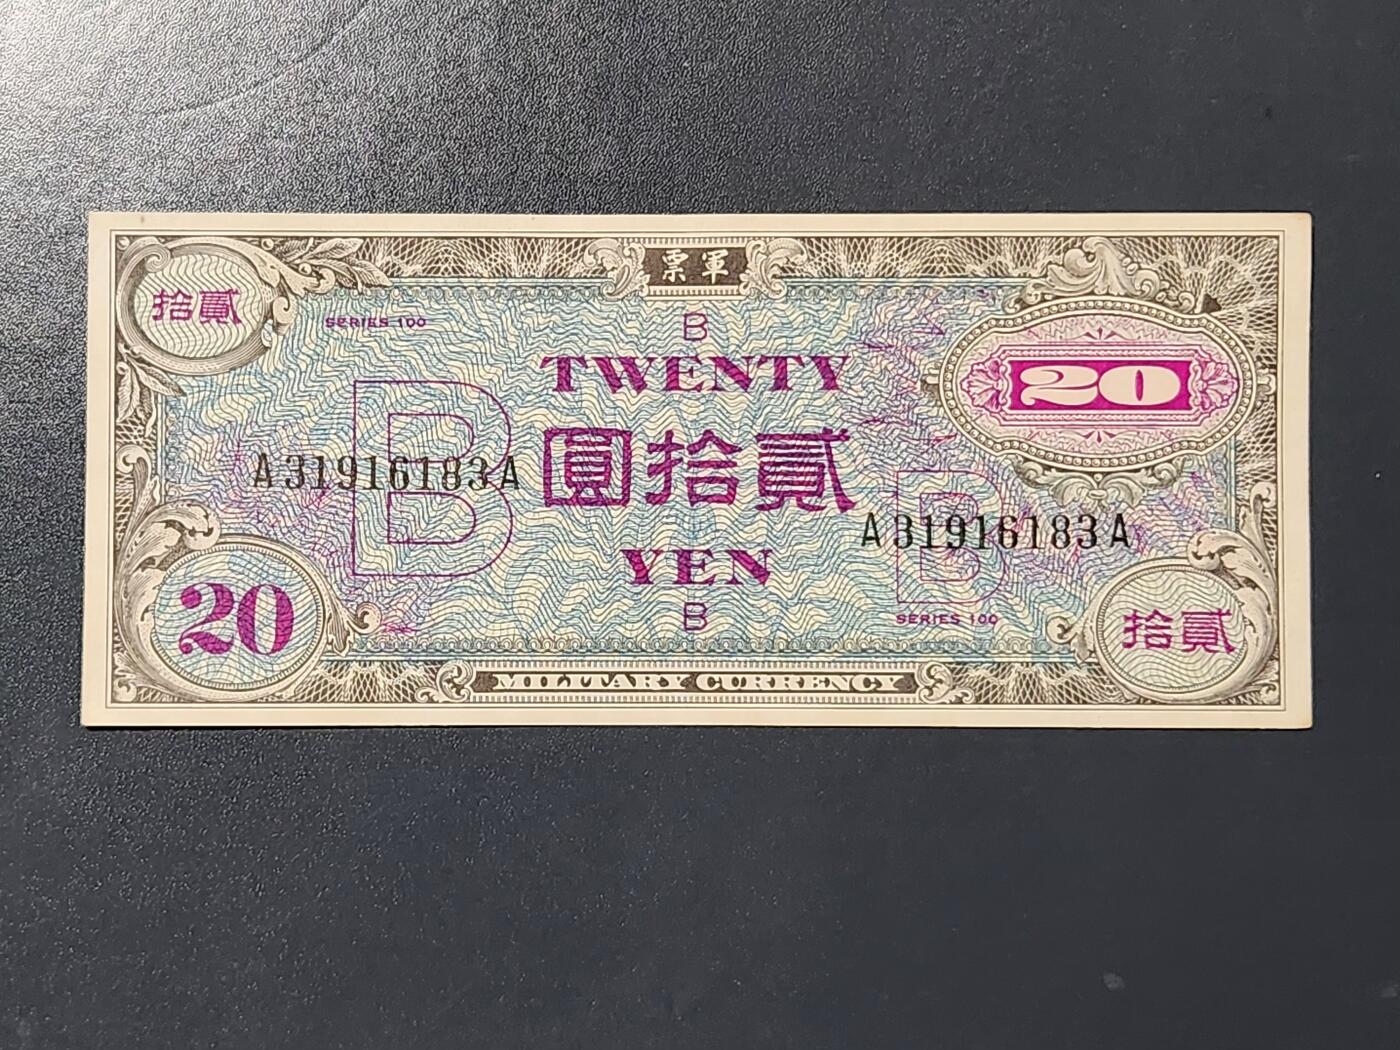 票軍
拾貳
SERIES 100
B
20
TWENTY
B
圓拾貳
A31916183A
A31916183A
B
YEN
B
SERIES 100
20
拾貳
MILITARY CURRENCY